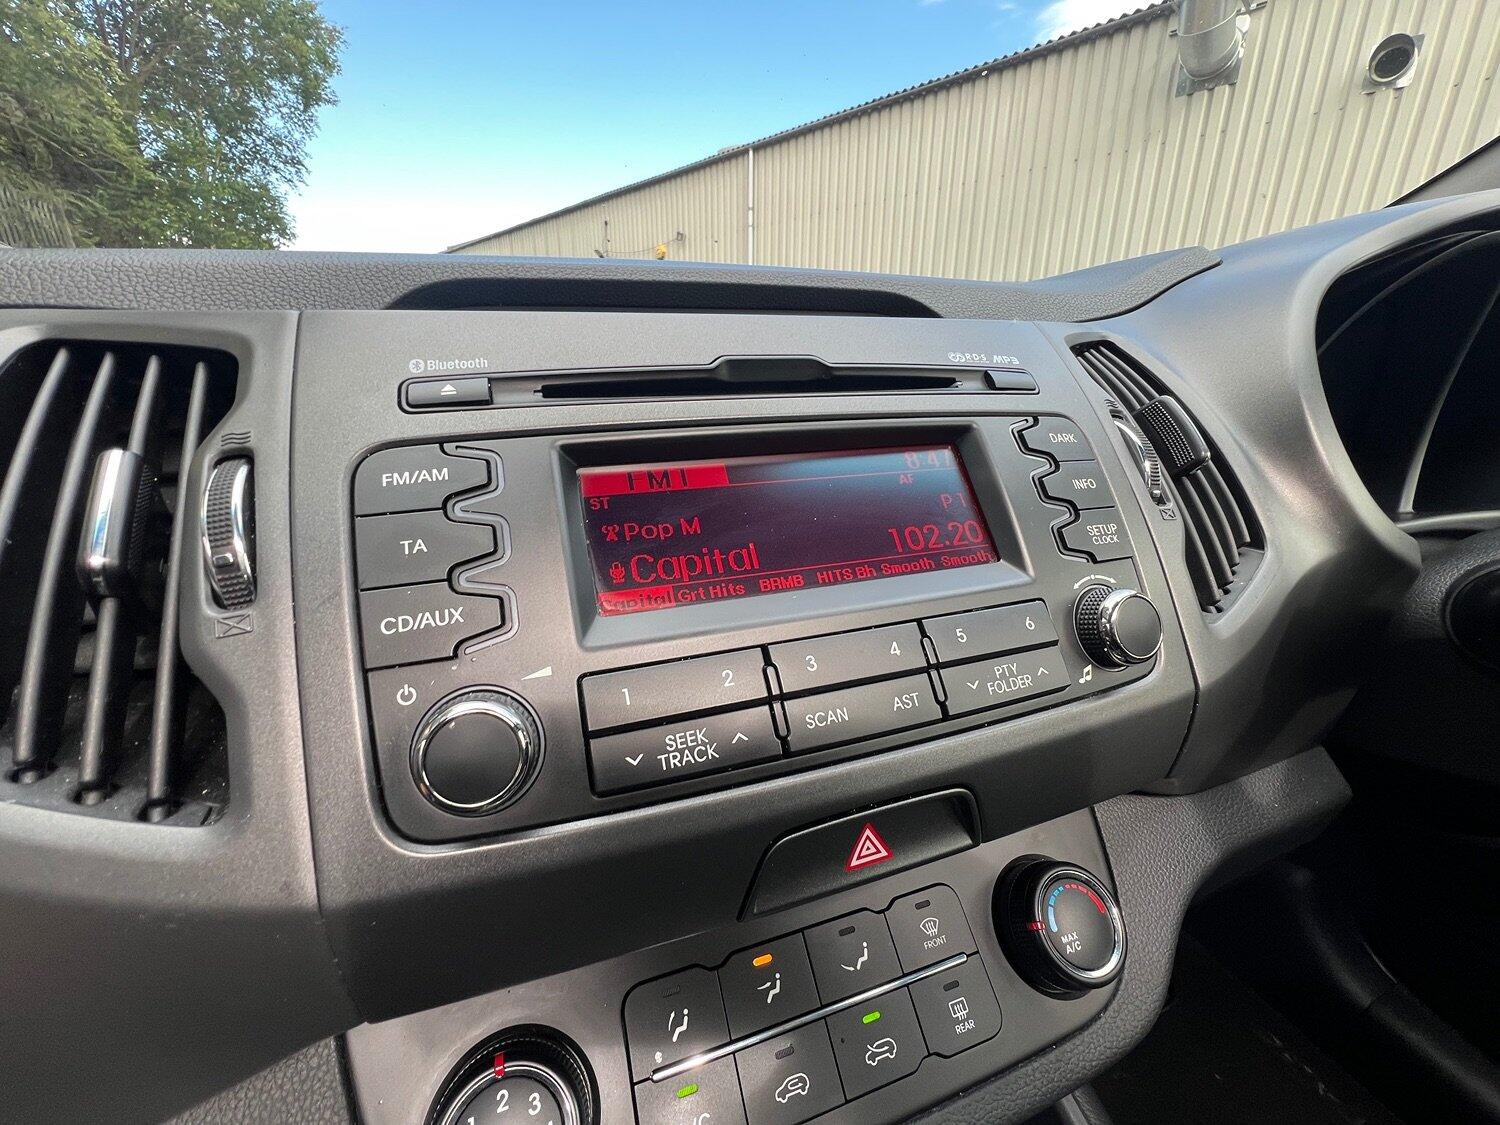 Bluetooth
R·D·S MP3
FM/AM
TA
CD/AUX
FM1
8:47
ST
AF
P1
Pop M
Capital
102.20
Capital Grt Hits BRMB HITS Bh Smooth Smooth
DARK
INFO
SETUP
CLOCK
1 2 3 4 5 6
SEEK
TRACK
SCAN AST
PTY
FOLDER
FRONT
REAR
MAX
A/C
2 3